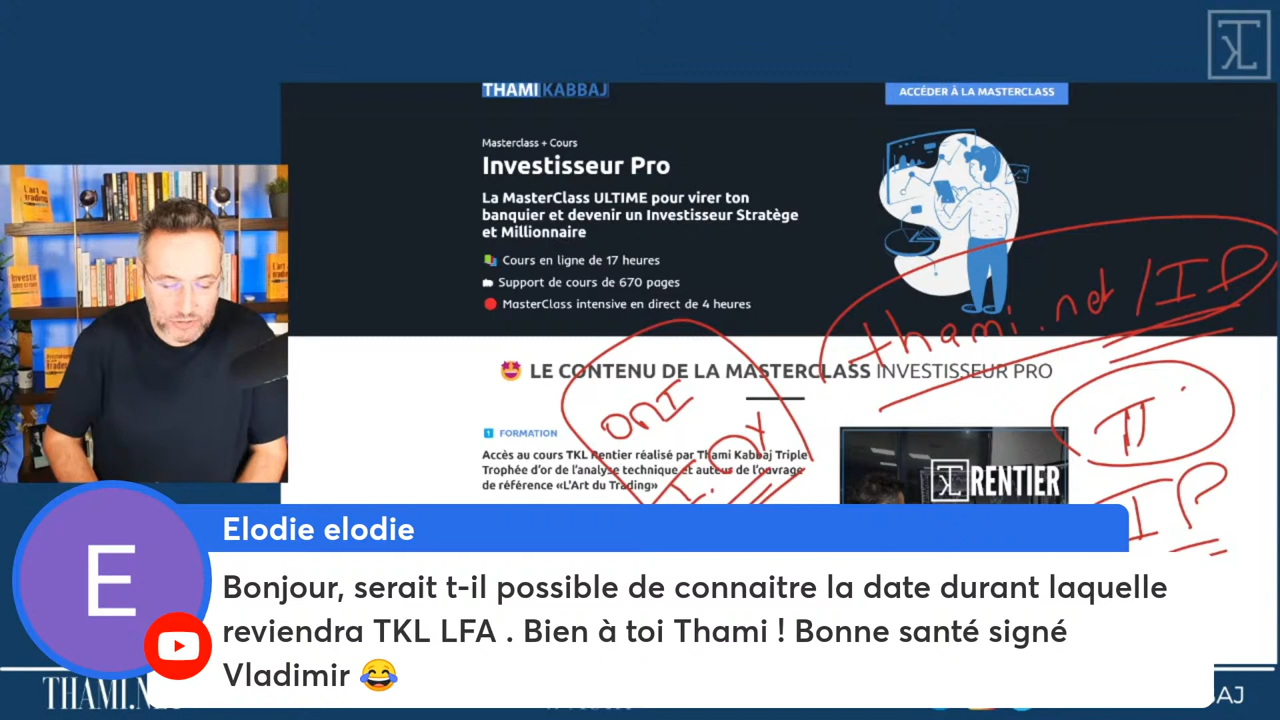 THAMI KABBAJ
ACCÉDER À LA MASTERCLASS
Masterclass + Cours
Investisseur Pro
La MasterClass ULTIME pour virer ton
banquier et devenir un Investisseur Stratège
et Millionnaire
Cours en ligne de 17 heures
Support de cours de 670 pages
MasterClass intensive en direct de 4 heures
thami.net/IP
LE CONTENU DE LA MASTERCLASS INVESTISSEUR PRO
1 FORMATION
Accès au cours TKL Rentier réalisé par Thami Kabbaj Triple
Trophée d'or de l'analyse technique et auteur de l'ouvrage
de référence «L'Art du Trading»
RENTIER
IP
E
Elodie elodie
Bonjour, serait t-il possible de connaitre la date durant laquelle
reviendra TKL LFA . Bien à toi Thami ! Bonne santé signé
Vladimir 😂